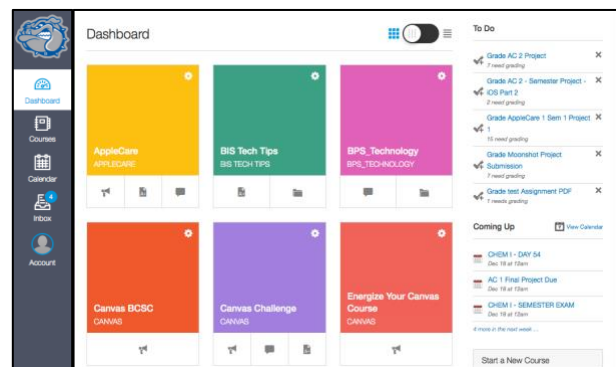 Dashboard
Courses
Calendar
4
Inbox
Account
Dashboard
AppleCare
APPLECARE
BIS Tech Tips
BIS TECH TIPS
BPS_Technology
BPS_TECHNOLOGY
Canvas BCSC
CANVAS
Canvas Challenge
CANVAS
Energize Your Canvas
Course
CANVAS
To Do
Grade AC 2 Project
7 need grading
Grade AC 2 - Semester Project -
iOS Part 2
2 need grading
Grade AppleCare 1 Sem 1 Project
1
15 need grading
Grade Moonshot Project
Submission
7 need grading
Grade test Assignment PDF
1 needs grading
Coming Up
7 View Calendar
CHEM I - DAY 54
Dec 18 at 12am
AC 1 Final Project Due
Dec 18 at 12am
CHEM I - SEMESTER EXAM
Dec 19 at 12am
4 more in the next week ...
Start a New Course